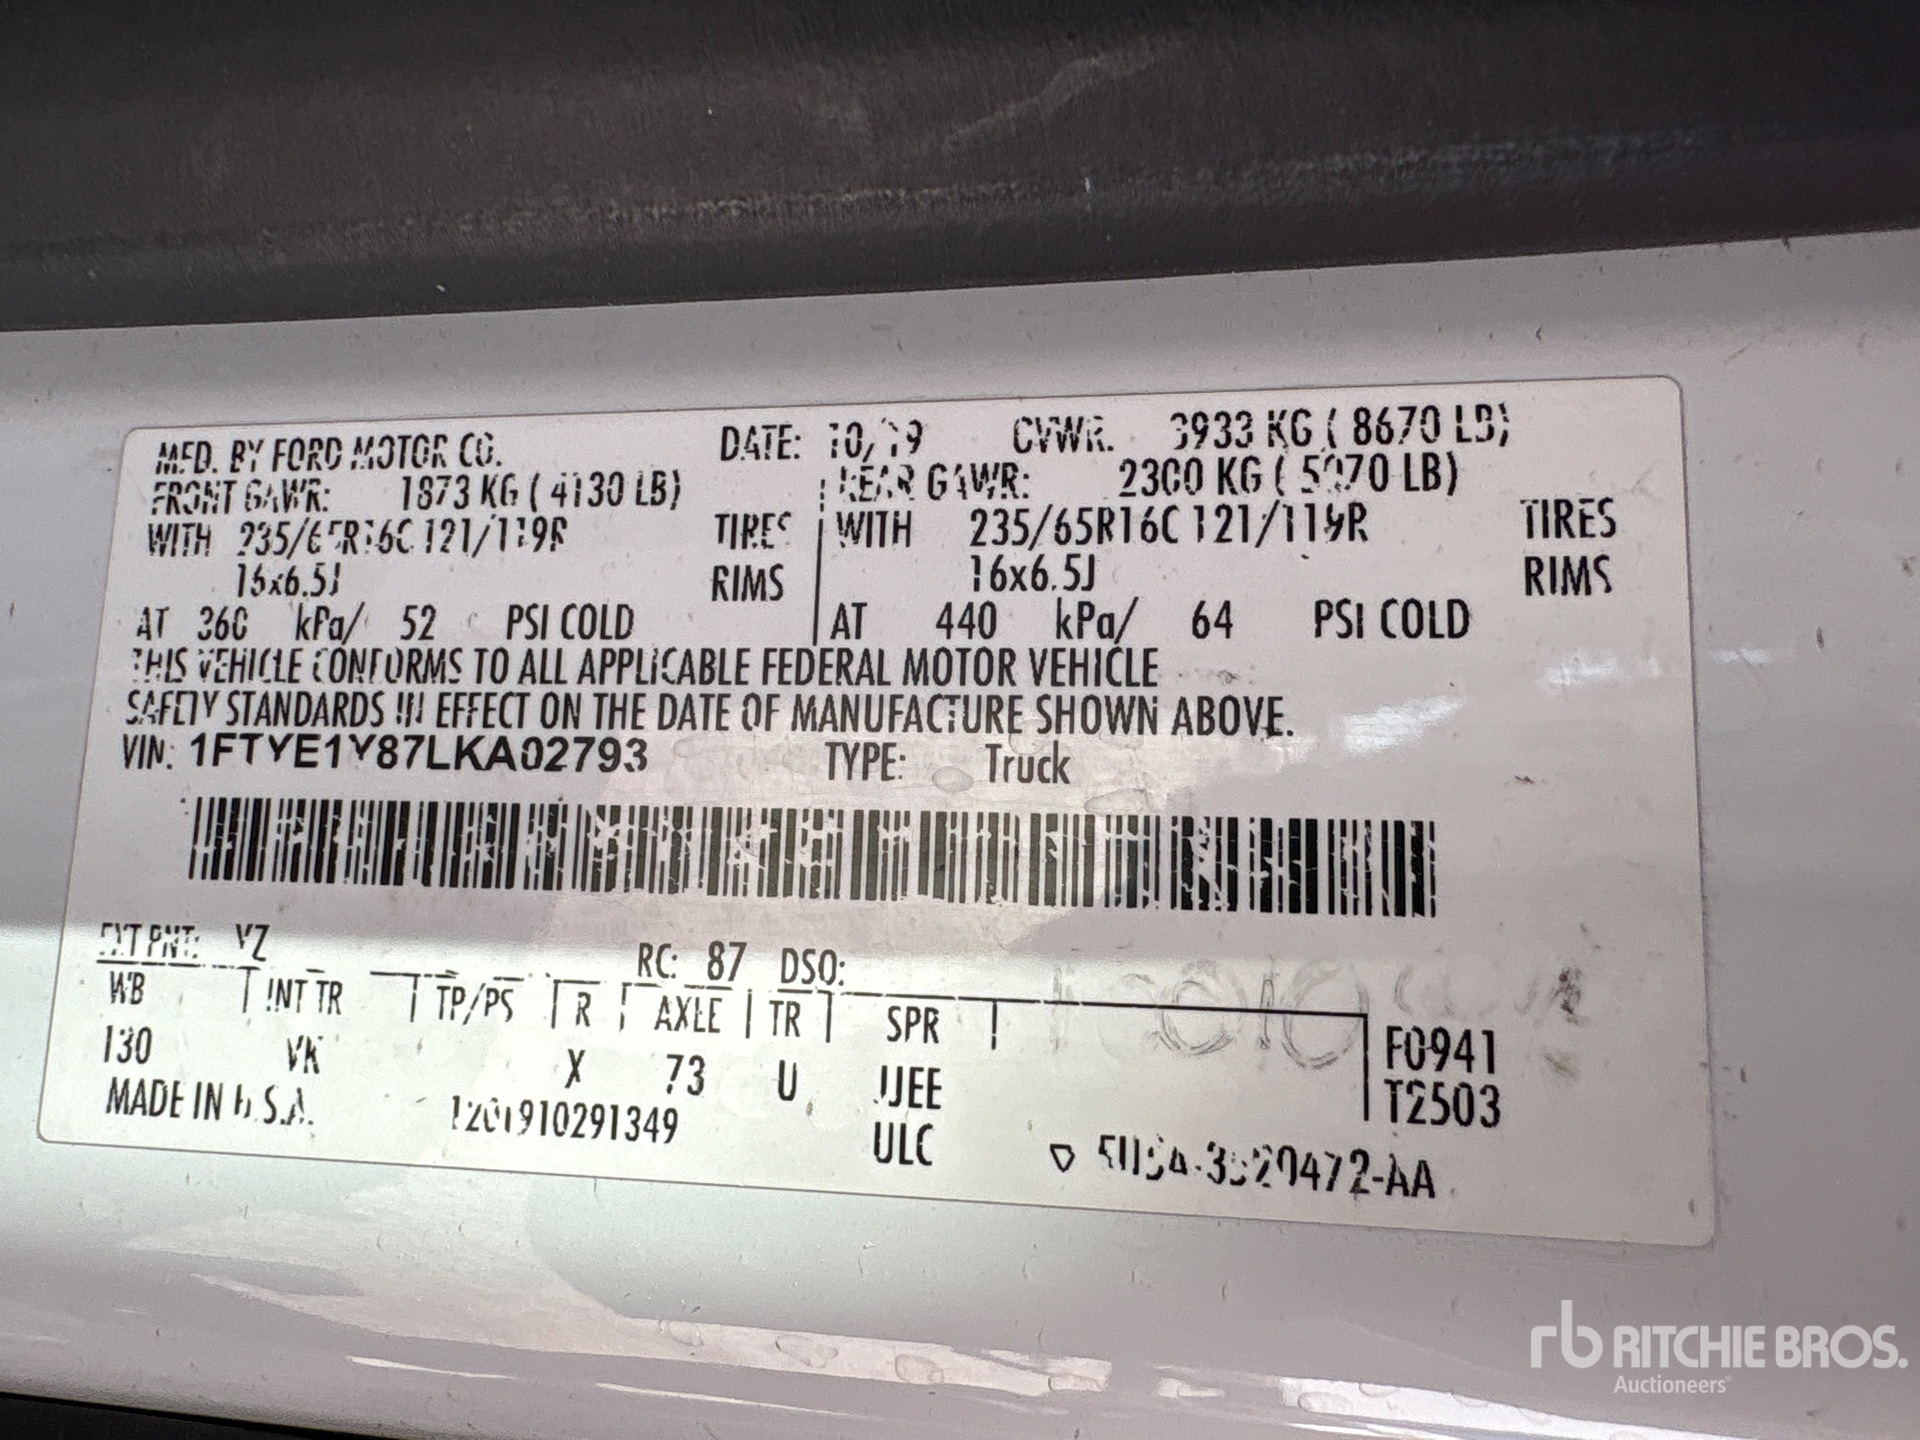 MFD. BY FORD MOTOR CO. DATE: 10/19 GVWR: 3933 KG ( 8670 LB)
FRONT GAWR: 1873 KG ( 4130 LB) REAR GAWR: 2300 KG ( 5070 LB)
WITH 235/65R16C 121/119R TIRES WITH 235/65R16C 121/119R TIRES
16x6.5J RIMS 16x6.5J RIMS
AT 360 kPa/ 52 PSI COLD AT 440 kPa/ 64 PSI COLD
THIS VEHICLE CONFORMS TO ALL APPLICABLE FEDERAL MOTOR VEHICLE
SAFETY STANDARDS IN EFFECT ON THE DATE OF MANUFACTURE SHOWN ABOVE.
VIN: 1FTYE1Y87LKA02793 TYPE: Truck
EXT PNT: YZ RC: 87 DSO:
WB INT TR TP/PS R AXLE TR SPR
130 VK X 73 U JJEE F0941
T2503
MADE IN U.S.A. 1201910291349 ULC
rb RITCHIE BROS.
Auctioneers